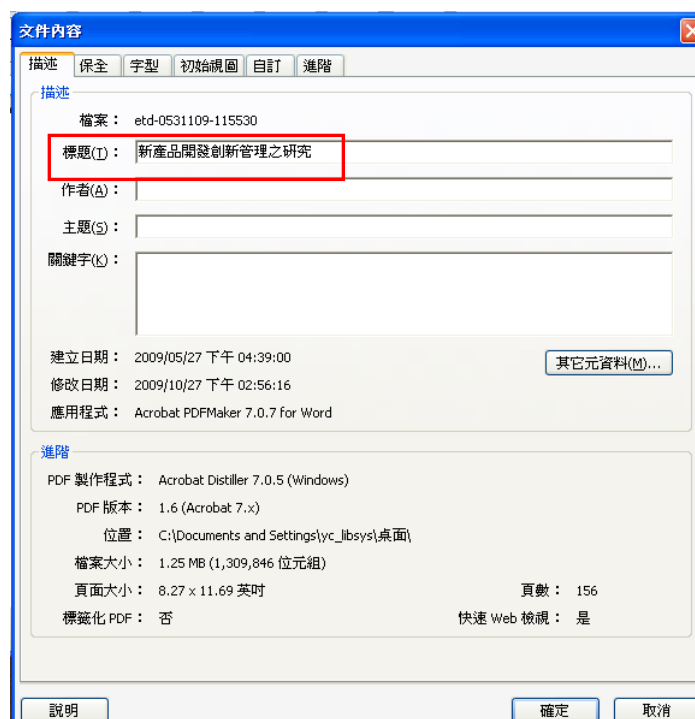 文件內容
描述 保全 字型 初始視圖 自訂 進階
描述
檔案： etd-0531109-115530
標題(T)： 新產品開發創新管理之研究
作者(A)：
主題(S)：
關鍵字(K)：
建立日期： 2009/05/27 下午 04:39:00
其它元資料(M)...
修改日期： 2009/10/27 下午 02:56:16
應用程式： Acrobat PDFMaker 7.0.7 for Word
進階
PDF 製作程式： Acrobat Distiller 7.0.5 (Windows)
PDF 版本： 1.6 (Acrobat 7.x)
位置： C:\Documents and Settings\yc_libsys\桌面\
檔案大小： 1.25 MB (1,309,846 位元組)
頁面大小： 8.27 x 11.69 英吋 頁數： 156
標籤化 PDF： 否 快速 Web 檢視： 是
說明 確定 取消